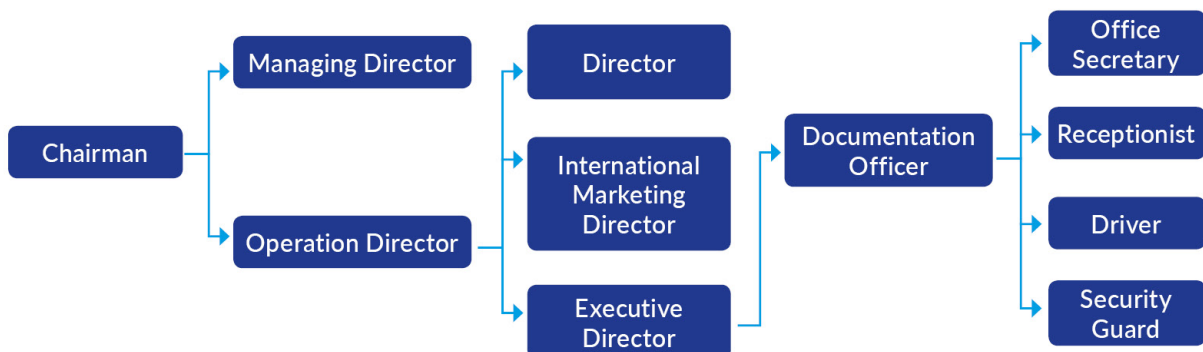 Chairman
Managing Director
Operation Director
Director
International
Marketing
Director
Executive
Director
Documentation
Officer
Office
Secretary
Receptionist
Driver
Security
Guard